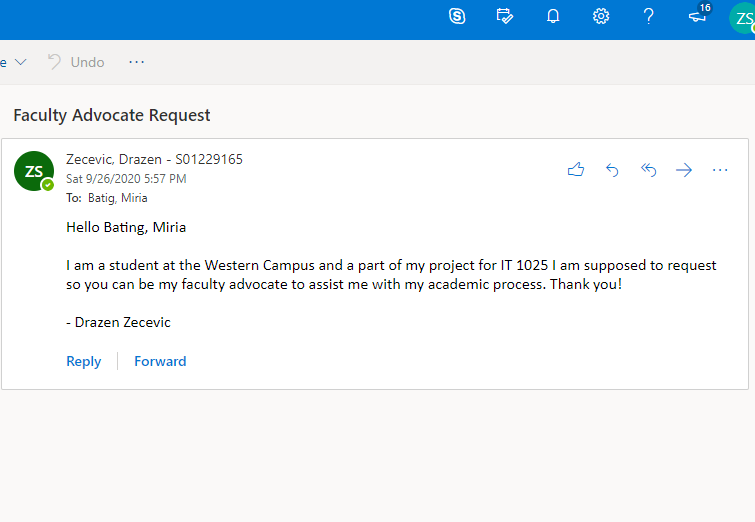 16
ZS
e
Undo
...
Faculty Advocate Request
ZS
Zecevic, Drazen - S01229165
Sat 9/26/2020 5:57 PM
To: Batig, Miria
Hello Bating, Miria
I am a student at the Western Campus and a part of my project for IT 1025 I am supposed to request
so you can be my faculty advocate to assist me with my academic process. Thank you!
- Drazen Zecevic
Reply
Forward